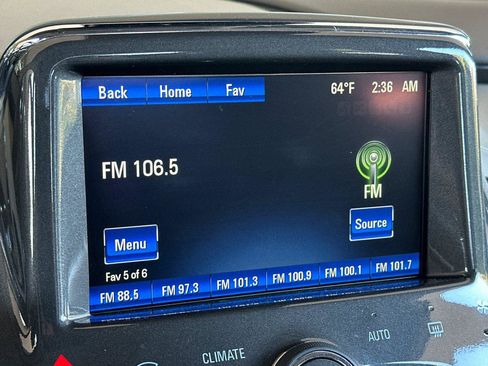 Back Home Fav 64°F 2:36 AM
FM 106.5
FM
Menu Source
Fav 5 of 6
FM 88.5 FM 97.3 FM 101.3 FM 100.9 FM 100.1 FM 101.7
CLIMATE AUTO